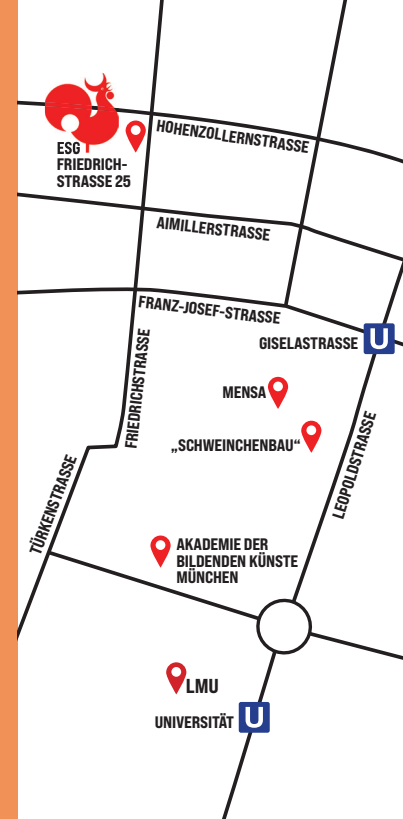 HOHENZOLLERNSTRASSE
ESG
FRIEDRICH-
STRASSE 25
AIMILLERSTRASSE
FRANZ-JOSEF-STRASSE
GISELASTRASSE U
FRIEDRICHSTRASSE
MENSA
„SCHWEINCHENBAU“
LEOPOLDSTRASSE
TÜRKENSTRASSE
AKADEMIE DER
BILDENDEN KÜNSTE
MÜNCHEN
LMU
UNIVERSITÄT U